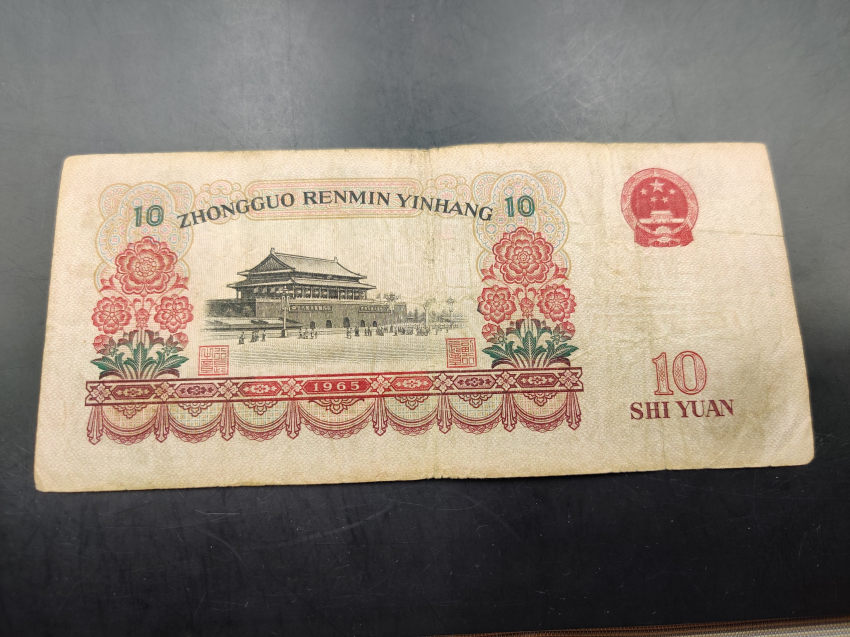 10 ZHONGGUO RENMIN YINHANG 10
1965
10
SHI YUAN